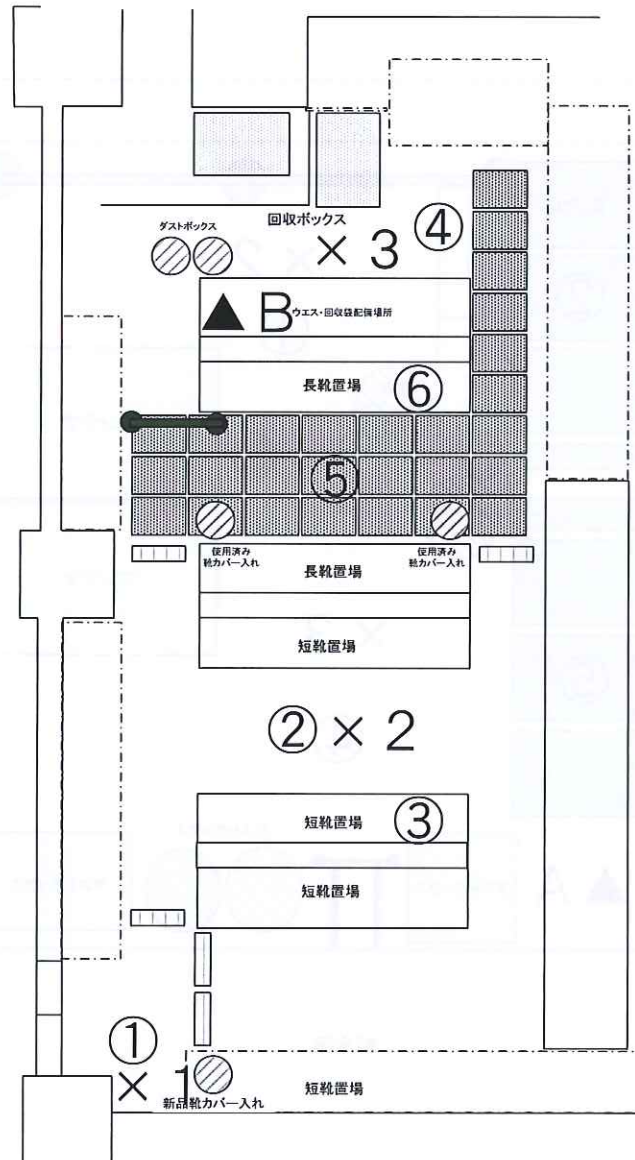 回収ボックス
ダストボックス
④
× 3
▲ B ウエス・回収袋配備場所
長靴置場
⑥
⑤
使用済み
靴カバー入れ
使用済み
靴カバー入れ
長靴置場
短靴置場
② × 2
短靴置場
③
短靴置場
①
× 1
新品靴カバー入れ
短靴置場